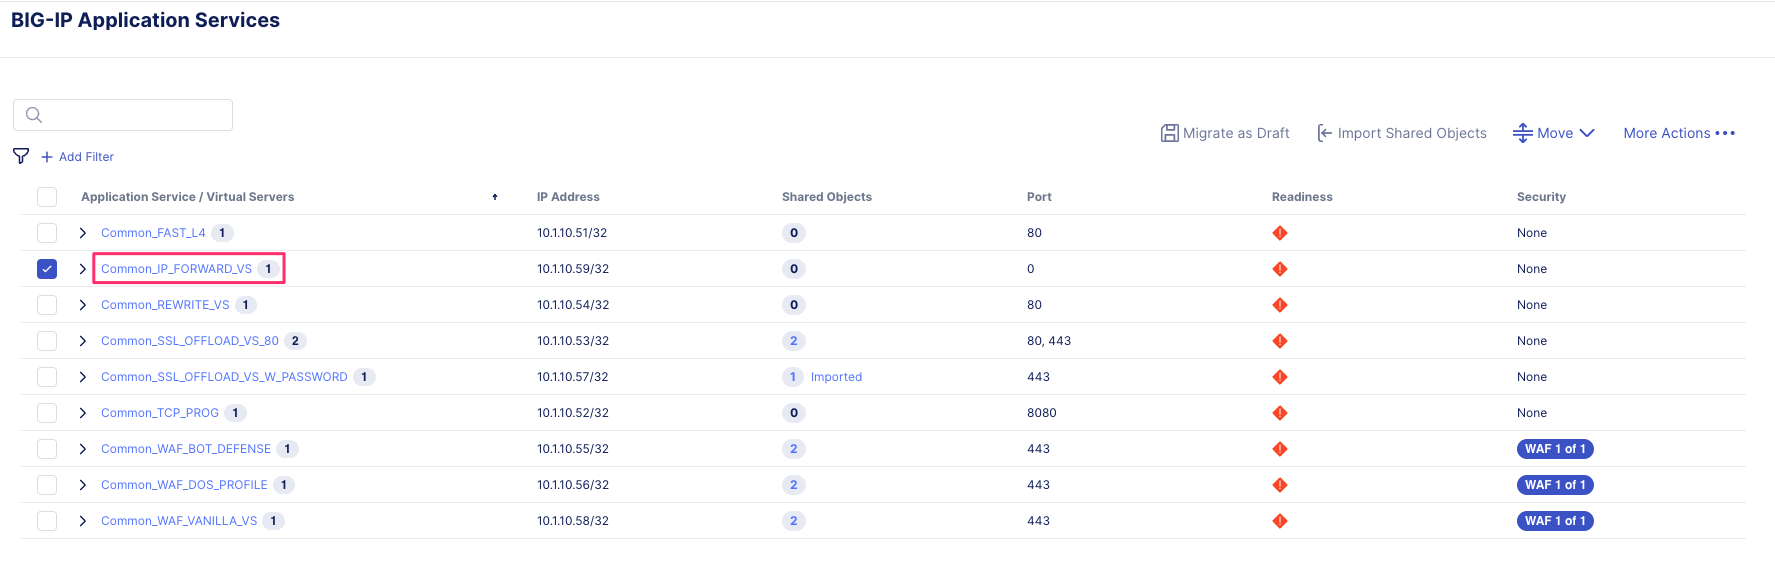 BIG-IP Application Services
Migrate as Draft Import Shared Objects Move More Actions
Add Filter
Application Service / Virtual Servers IP Address Shared Objects Port Readiness Security
Common_FAST_L4 1 10.1.10.51/32 0 80 None
Common_IP_FORWARD_VS 1 10.1.10.59/32 0 0 None
Common_REWRITE_VS 1 10.1.10.54/32 0 80 None
Common_SSL_OFFLOAD_VS_80 2 10.1.10.53/32 2 80, 443 None
Common_SSL_OFFLOAD_VS_W_PASSWORD 1 10.1.10.57/32 1 Imported 443 None
Common_TCP_PROG 1 10.1.10.52/32 0 8080 None
Common_WAF_BOT_DEFENSE 1 10.1.10.55/32 2 443 WAF 1 of 1
Common_WAF_DOS_PROFILE 1 10.1.10.56/32 2 443 WAF 1 of 1
Common_WAF_VANILLA_VS 1 10.1.10.58/32 2 443 WAF 1 of 1